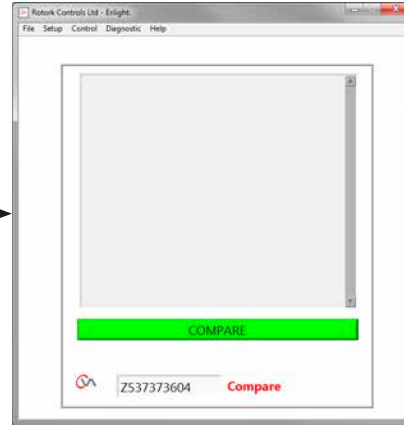 Rotork Controls Ltd - Enlight.
File Setup Control Diagnostic Help
COMPARE
Z537373604 Compare